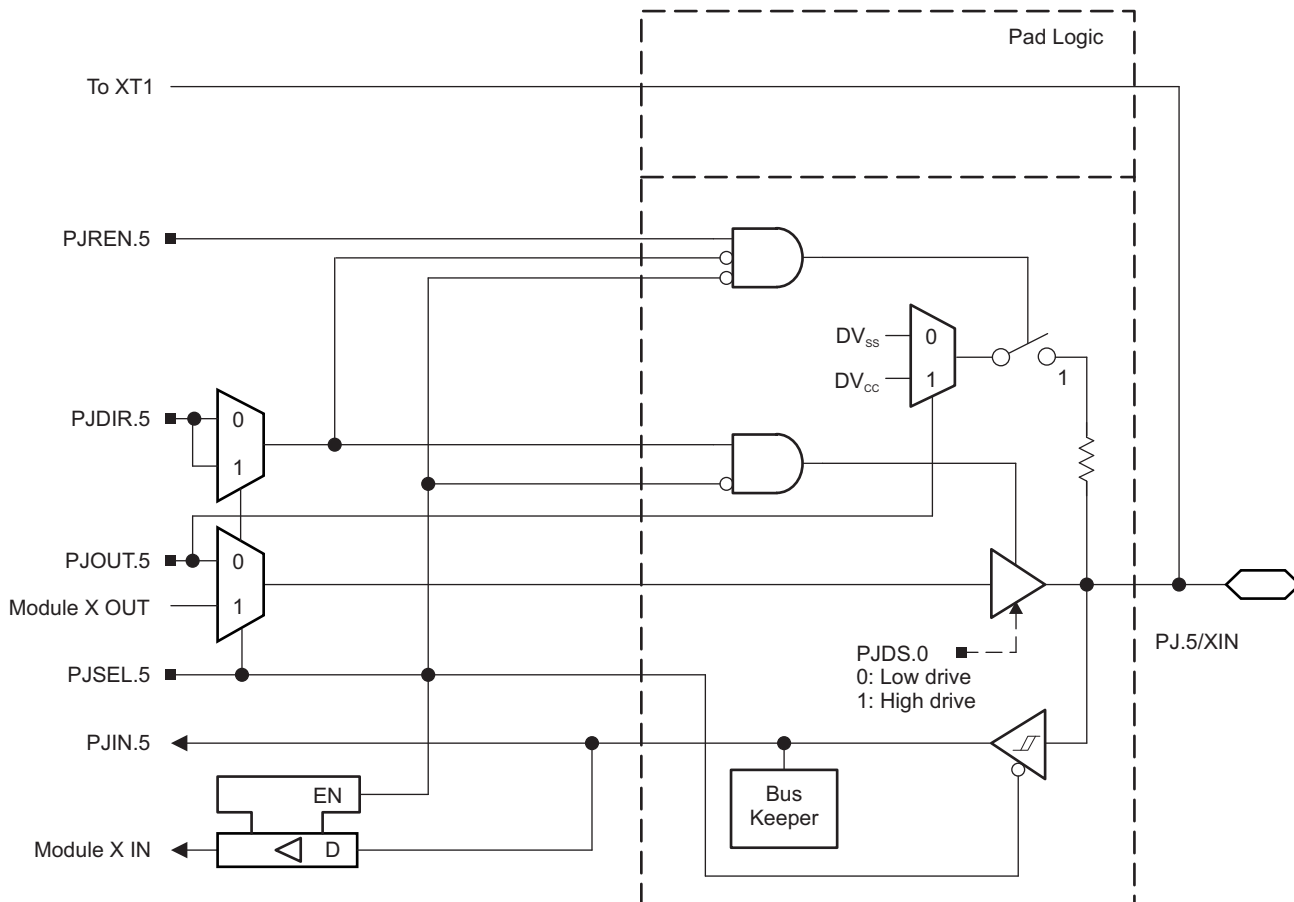 Pad Logic
To XT1
PJREN.5
DVSS
0
DVCC
1
1
PJDIR.5
0
1
PJOUT.5
0
Module X OUT
1
PJDS.0
0: Low drive
1: High drive
PJ.5/XIN
PJSEL.5
PJIN.5
EN
Bus
Keeper
Module X IN
D